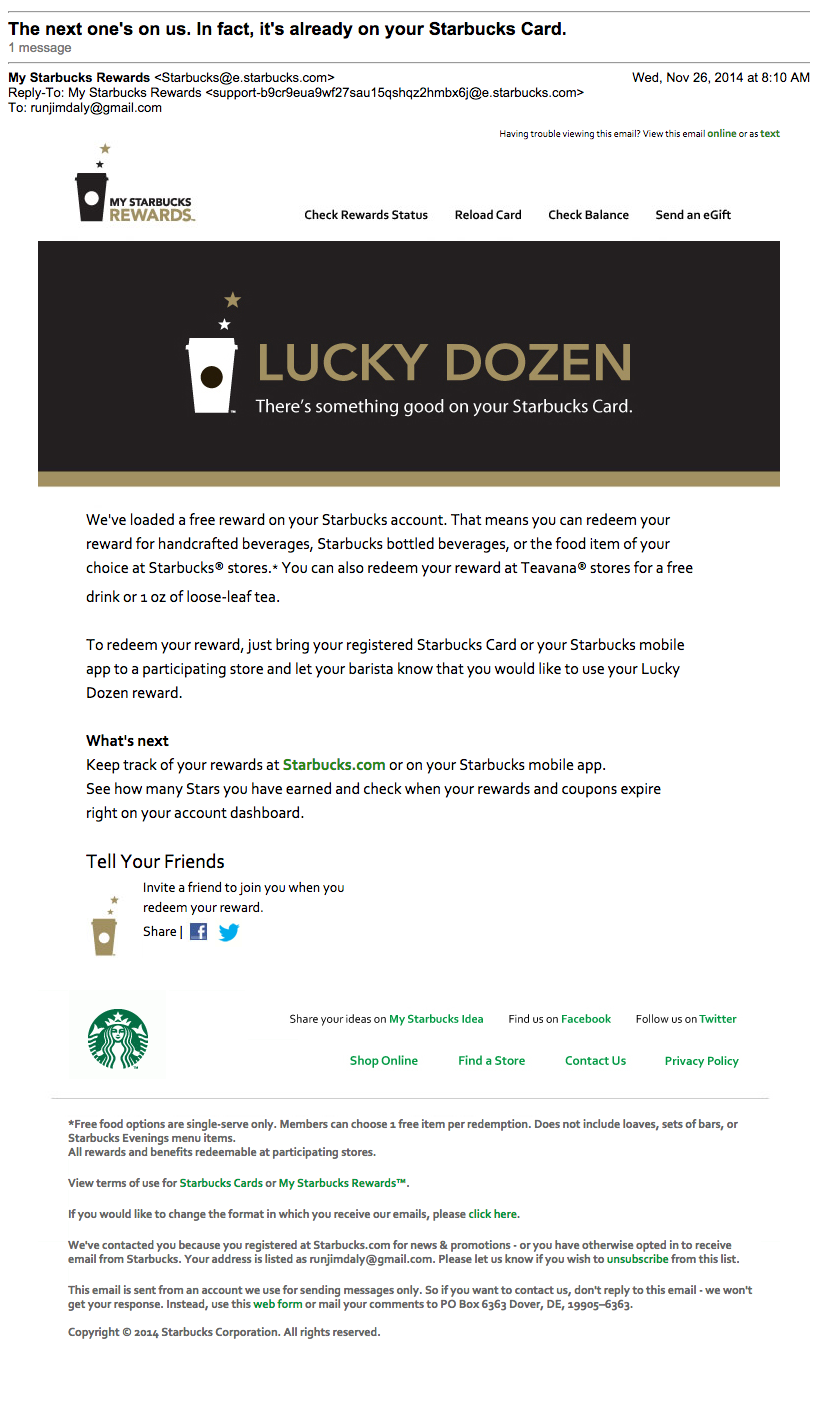 The next one's on us. In fact, it's already on your Starbucks Card.
1 message
My Starbucks Rewards <Starbucks@e.starbucks.com> Wed, Nov 26, 2014 at 8:10 AM
Reply-To: My Starbucks Rewards <support-b9cr9eua9wf27sau15qshqz2hmbx6j@e.starbucks.com>
To: runjimdaly@gmail.com
Having trouble viewing this email? View this email online or as text
MY STARBUCKS
REWARDS™
Check Rewards Status Reload Card Check Balance Send an eGift
LUCKY DOZEN
There's something good on your Starbucks Card.
™
We've loaded a free reward on your Starbucks account. That means you can redeem your
reward for handcrafted beverages, Starbucks bottled beverages, or the food item of your
choice at Starbucks® stores.* You can also redeem your reward at Teavana® stores for a free
drink or 1 oz of loose-leaf tea.
To redeem your reward, just bring your registered Starbucks Card or your Starbucks mobile
app to a participating store and let your barista know that you would like to use your Lucky
Dozen reward.
What's next
Keep track of your rewards at Starbucks.com or on your Starbucks mobile app.
See how many Stars you have earned and check when your rewards and coupons expire
right on your account dashboard.
Tell Your Friends
Invite a friend to join you when you
redeem your reward.
Share | f
Share your ideas on My Starbucks Idea Find us on Facebook Follow us on Twitter
™
Shop Online Find a Store Contact Us Privacy Policy
*Free food options are single-serve only. Members can choose 1 free item per redemption. Does not include loaves, sets of bars, or
Starbucks Evenings menu items.
All rewards and benefits redeemable at participating stores.
View terms of use for Starbucks Cards or My Starbucks Rewards™.
If you would like to change the format in which you receive our emails, please click here.
We've contacted you because you registered at Starbucks.com for news & promotions - or you have otherwise opted in to receive
email from Starbucks. Your address is listed as runjimdaly@gmail.com. Please let us know if you wish to unsubscribe from this list.
This email is sent from an account we use for sending messages only. So if you want to contact us, don't reply to this email - we won't
get your response. Instead, use this web form or mail your comments to PO Box 6363 Dover, DE, 19905–6363.
Copyright © 2014 Starbucks Corporation. All rights reserved.